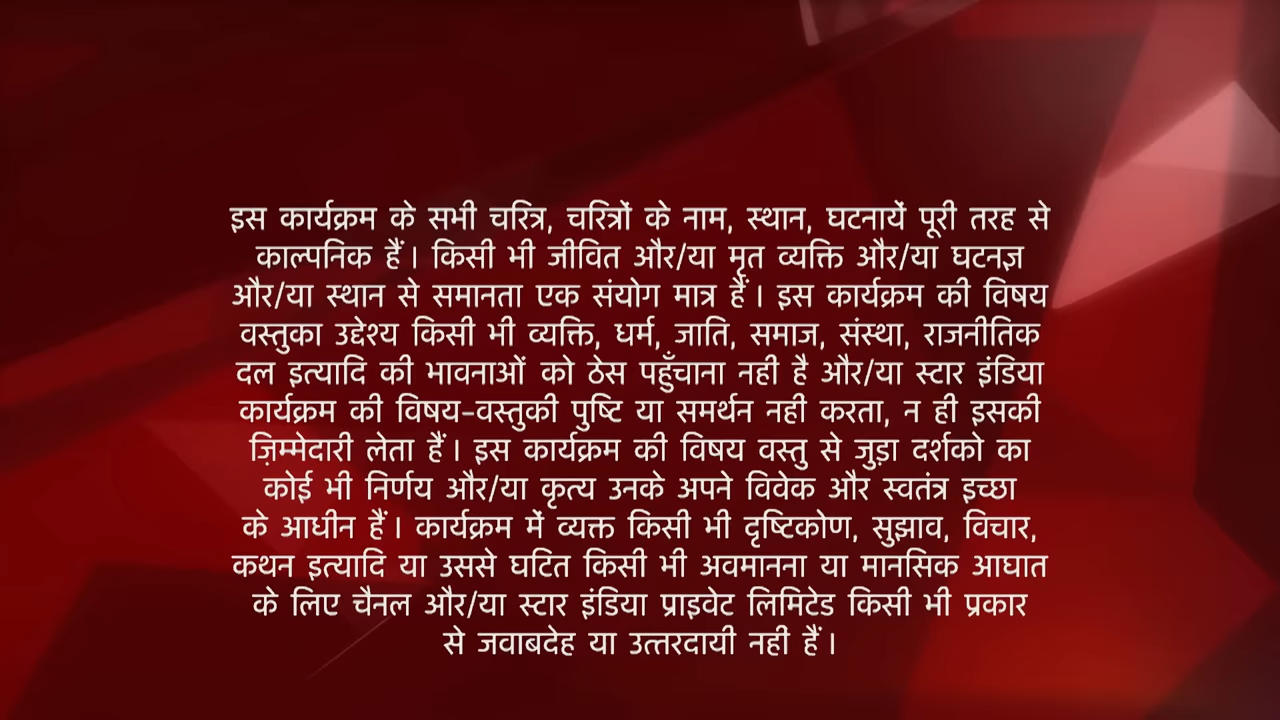 इस कार्यक्रम के सभी चरित्र, चरित्रों के नाम, स्थान, घटनायें पूरी तरह से
काल्पनिक हैं। किसी भी जीवित और/या मृत व्यक्ति और/या घटनज्ञ
और/या स्थान से समानता एक संयोग मात्र हैं। इस कार्यक्रम की विषय
वस्तुका उद्देश्य किसी भी व्यक्ति, धर्म, जाति, समाज, संस्था, राजनीतिक
दल इत्यादि की भावनाओं को ठेस पहुँचाना नही है और/या स्टार इंडिया
कार्यक्रम की विषय-वस्तुकी पुष्टि या समर्थन नही करता, न ही इसकी
ज़िम्मेदारी लेता हैं। इस कार्यक्रम की विषय वस्तु से जुड़ा दर्शको का
कोई भी निर्णय और/या कृत्य उनके अपने विवेक और स्वतंत्र इच्छा
के आधीन हैं। कार्यक्रम में व्यक्त किसी भी दृष्टिकोण, सुझाव, विचार,
कथन इत्यादि या उससे घटित किसी भी अवमानना या मानसिक आघात
के लिए चैनल और/या स्टार इंडिया प्राइवेट लिमिटेड किसी भी प्रकार
से जवाबदेह या उत्तरदायी नही हैं।